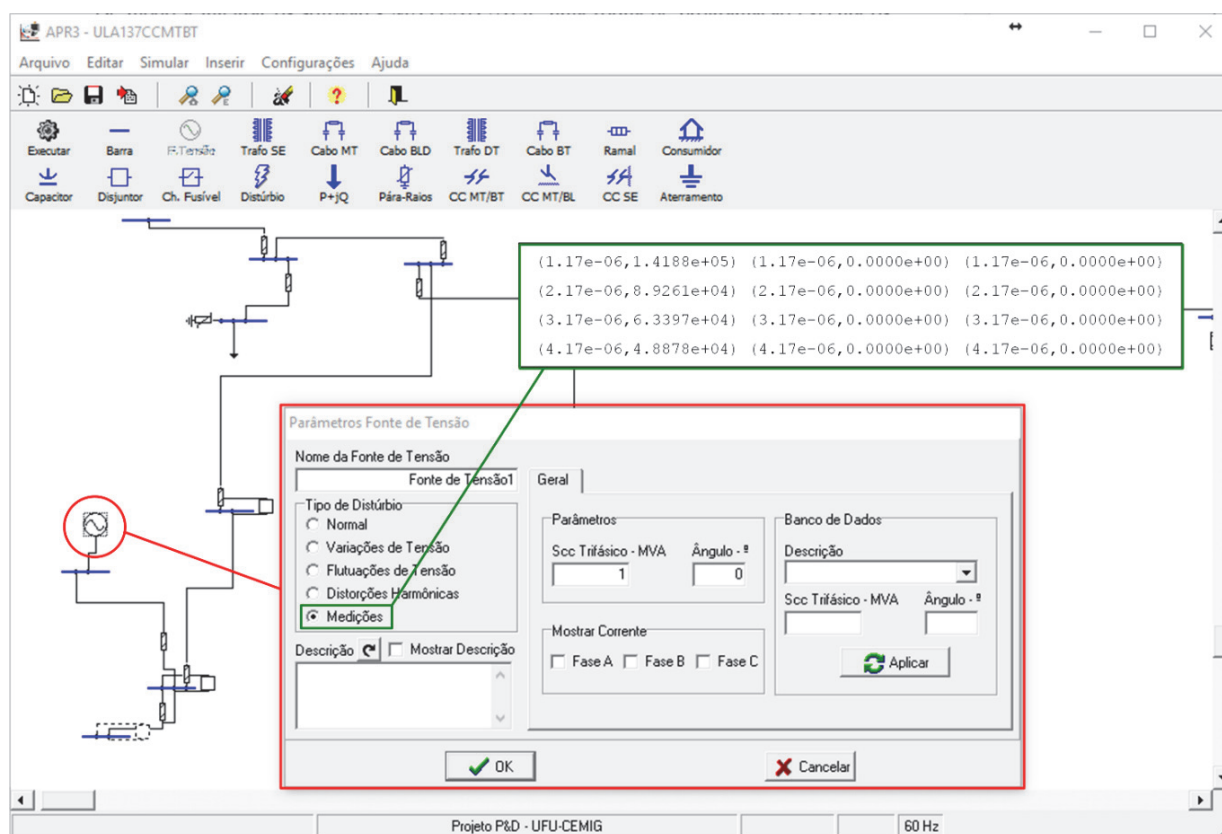 APR3 - ULA137CCMTBT
Arquivo Editar Simular Inserir Configurações Ajuda
Executar Barra F.Tensão Trafo SE Cabo MT Cabo BLD Trafo DT Cabo BT Ramal Consumidor
Capacitor Disjuntor Ch. Fusível Distúrbio P+jQ Pára-Raios CC MT/BT CC MT/BL CC SE Aterramento
(1.17e-06,1.4188e+05) (1.17e-06,0.0000e+00) (1.17e-06,0.0000e+00)
(2.17e-06,8.9261e+04) (2.17e-06,0.0000e+00) (2.17e-06,0.0000e+00)
(3.17e-06,6.3397e+04) (3.17e-06,0.0000e+00) (3.17e-06,0.0000e+00)
(4.17e-06,4.8878e+04) (4.17e-06,0.0000e+00) (4.17e-06,0.0000e+00)
Parâmetros Fonte de Tensão
Nome da Fonte de Tensão
Fonte de Tensão1
Tipo de Distúrbio
Normal
Variações de Tensão
Flutuações de Tensão
Distorções Harmônicas
Medições
Descrição Mostrar Descrição
Geral
Parâmetros
Scc Trifásico - MVA Ângulo - ª
1 0
Mostrar Corrente
Fase A Fase B Fase C
Banco de Dados
Descrição
Scc Trifásico - MVA Ângulo - ª
Aplicar
OK Cancelar
Projeto P&D - UFU-CEMIG 60 Hz